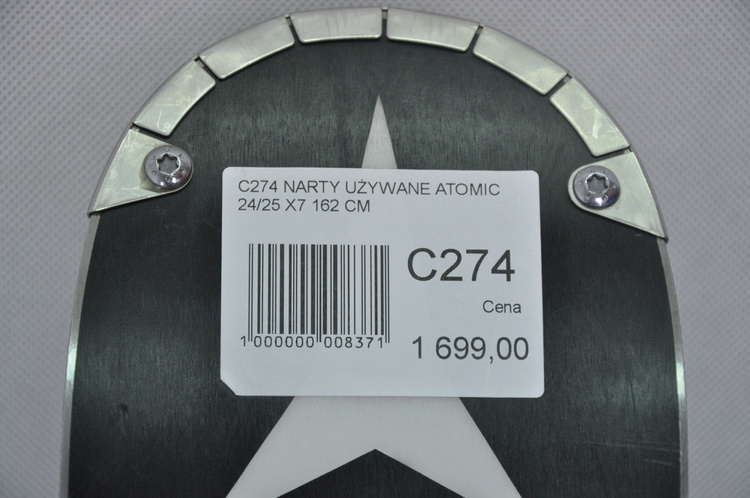 C274 NARTY UŻYWANE ATOMIC
24/25 X7 162 CM
C274
Cena
1 699,00
1 000000 008371